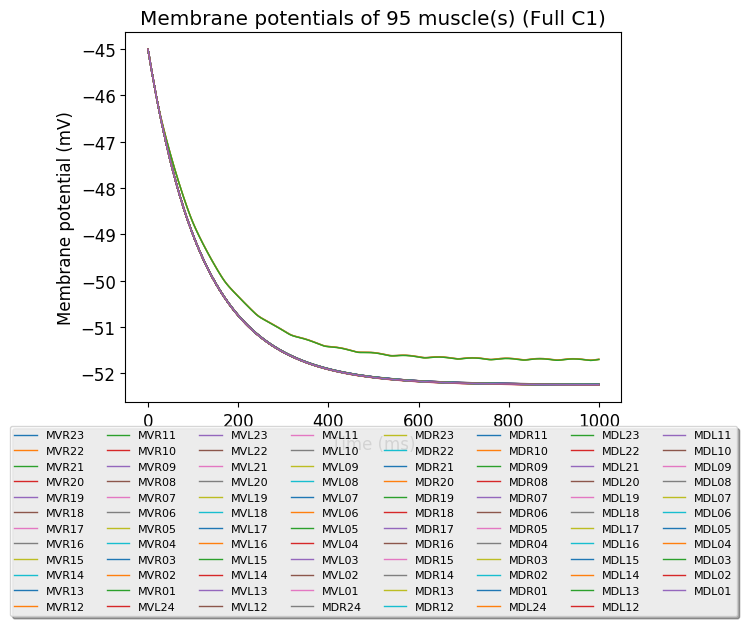 Membrane potentials of 95 muscle(s) (Full C1)
Membrane potential (mV)
−45
−46
−47
−48
−49
−50
−51
−52
0 200 400 600 800 1000
Time (ms)
MVR23 MVR11 MVL23 MVL11 MDR23 MDR11 MDL23 MDL11
MVR22 MVR10 MVL22 MVL10 MDR22 MDR10 MDL22 MDL10
MVR21 MVR09 MVL21 MVL09 MDR21 MDR09 MDL21 MDL09
MVR20 MVR08 MVL20 MVL08 MDR20 MDR08 MDL20 MDL08
MVR19 MVR07 MVL19 MVL07 MDR19 MDR07 MDL19 MDL07
MVR18 MVR06 MVL18 MVL06 MDR18 MDR06 MDL18 MDL06
MVR17 MVR05 MVL17 MVL05 MDR17 MDR05 MDL17 MDL05
MVR16 MVR04 MVL16 MVL04 MDR16 MDR04 MDL16 MDL04
MVR15 MVR03 MVL15 MVL03 MDR15 MDR03 MDL15 MDL03
MVR14 MVR02 MVL14 MVL02 MDR14 MDR02 MDL14 MDL02
MVR13 MVR01 MVL13 MVL01 MDR13 MDR01 MDL13 MDL01
MVR12 MVL24 MVL12 MDR24 MDR12 MDL24 MDL12